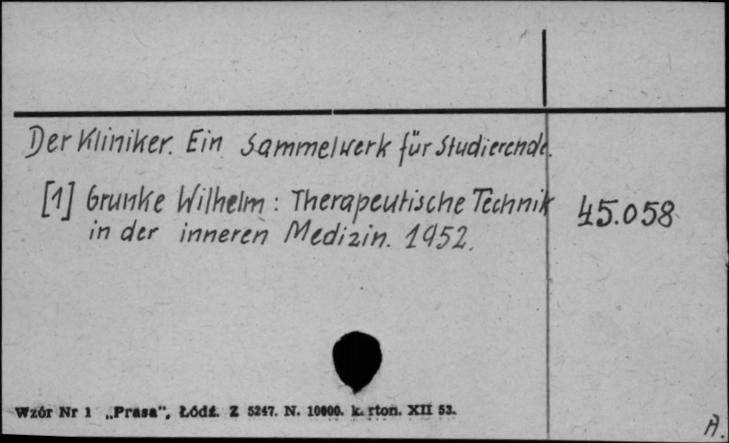 Der Kliniker. Ein Sammelwerk für Studierende.
[1] Grunke Wilhelm: Therapeutische Technik 45.058
in der inneren Medizin. 1952.
Wzór Nr 1 „Prasa”, Łódź. Z 5247. N. 10000. k. rton. XII 53.
A.